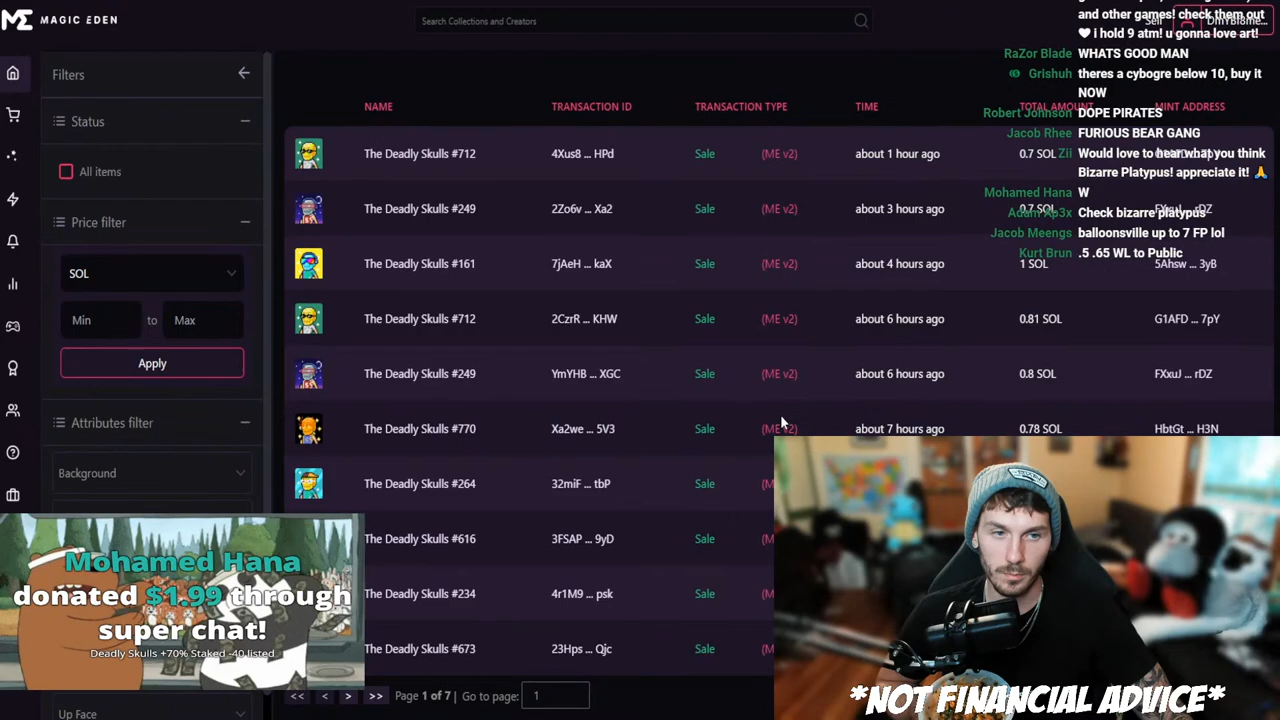 MAGIC EDEN
Search Collections and Creators
Sell
and other games! check them out
❤ i hold 9 atm! u gonna love art!
RaZor Blade WHATS GOOD MAN
Grishuh theres a cybogre below 10, buy it
NOW
Robert Johnson DOPE PIRATES
Jacob Rhee FURIOUS BEAR GANG
Zii Would love to hear what you think
Bizarre Platypus! appreciate it! 🙏
Mohamed Hana W
Adam Ap3x Check bizarre platypus
Jacob Meengs balloonsville up to 7 FP lol
Kurt Brun .5 .65 WL to Public
Filters
Status
All items
Price filter
SOL
Min to Max
Apply
Attributes filter
Background
Up Face
NAME TRANSACTION ID TRANSACTION TYPE TIME TOTAL AMOUNT MINT ADDRESS
The Deadly Skulls #712 4Xus8 ... HPd Sale (ME v2) about 1 hour ago 0.7 SOL
The Deadly Skulls #249 2Zo6v ... Xa2 Sale (ME v2) about 3 hours ago 0.7 SOL FXxuJ ... rDZ
The Deadly Skulls #161 7jAeH ... kaX Sale (ME v2) about 4 hours ago 1 SOL 5Ahsw ... 3yB
The Deadly Skulls #712 2CzrR ... KHW Sale (ME v2) about 6 hours ago 0.81 SOL G1AFD ... 7pY
The Deadly Skulls #249 YmYHB ... XGC Sale (ME v2) about 6 hours ago 0.8 SOL FXxuJ ... rDZ
The Deadly Skulls #770 Xa2we ... 5V3 Sale (ME v2) about 7 hours ago 0.78 SOL HbtGt ... H3N
The Deadly Skulls #264 32miF ... tbP Sale
The Deadly Skulls #616 3FSAP ... 9yD Sale
The Deadly Skulls #234 4r1M9 ... psk Sale
The Deadly Skulls #673 23Hps ... Qjc Sale
<< < > >> Page 1 of 7 | Go to page: 1
Mohamed Hana
donated $1.99 through
super chat!
Deadly Skulls +70% Staked -40 listed
*NOT FINANCIAL ADVICE*